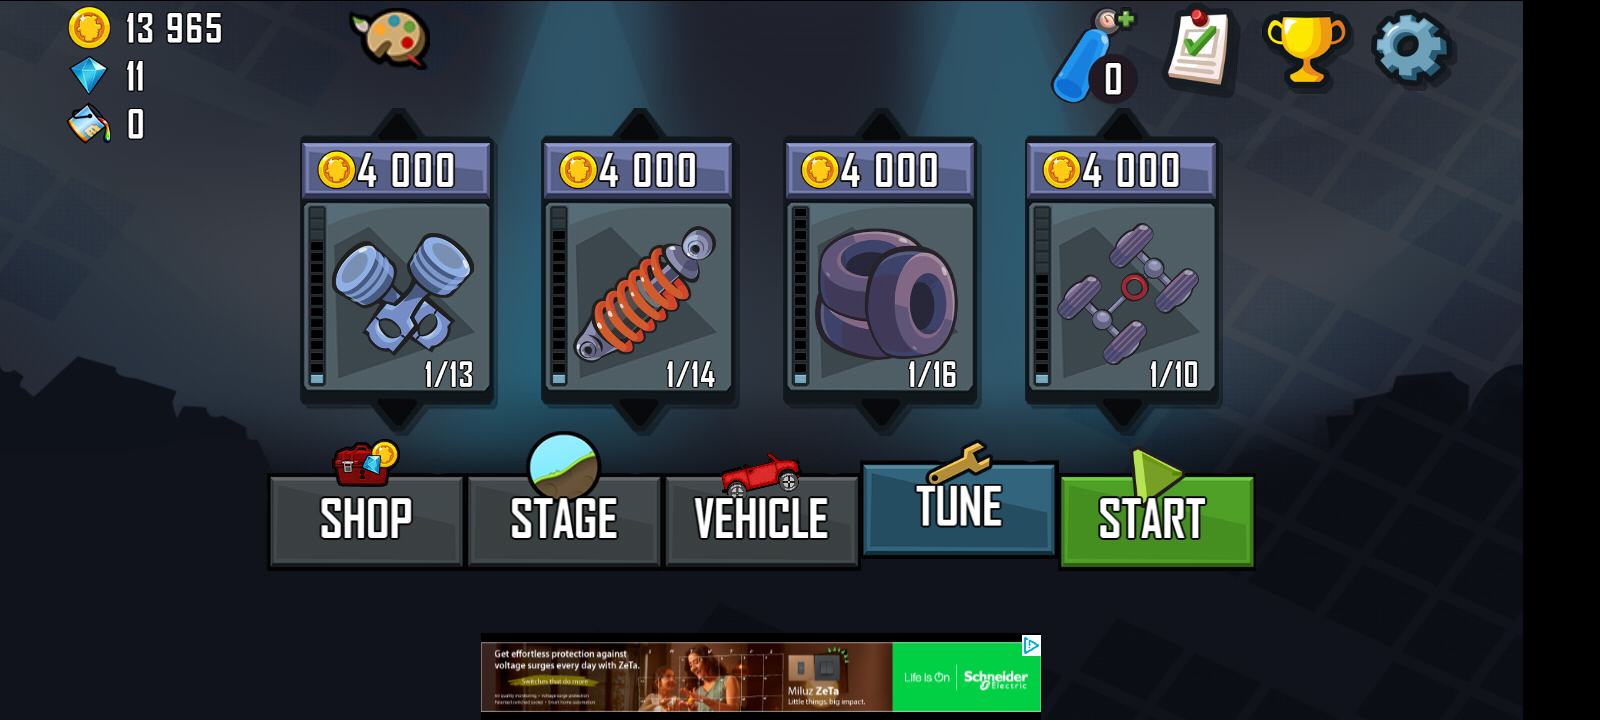 13 965
11
0
0
4 000
4 000
4 000
4 000
1/13
1/14
1/16
1/10
SHOP
STAGE
VEHICLE
TUNE
START
Get effortless protection against
voltage surges every day with ZeTa.
Switches that do more
Miluz ZeTa
Little things, big impact.
Life Is On
Schneider
Electric